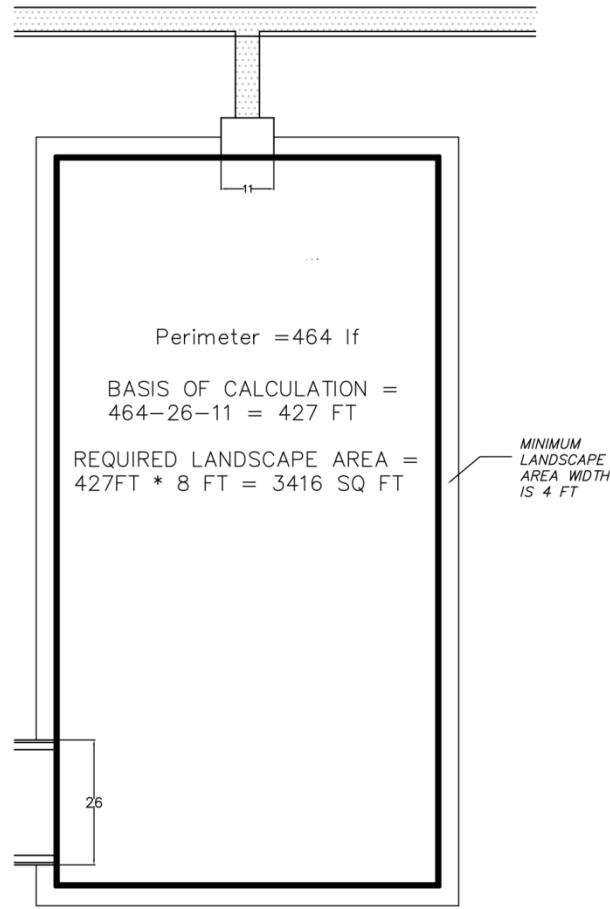 11
Perimeter =464 lf
BASIS OF CALCULATION =
464-26-11 = 427 FT
REQUIRED LANDSCAPE AREA =
427FT * 8 FT = 3416 SQ FT
MINIMUM
LANDSCAPE
AREA WIDTH
IS 4 FT
26